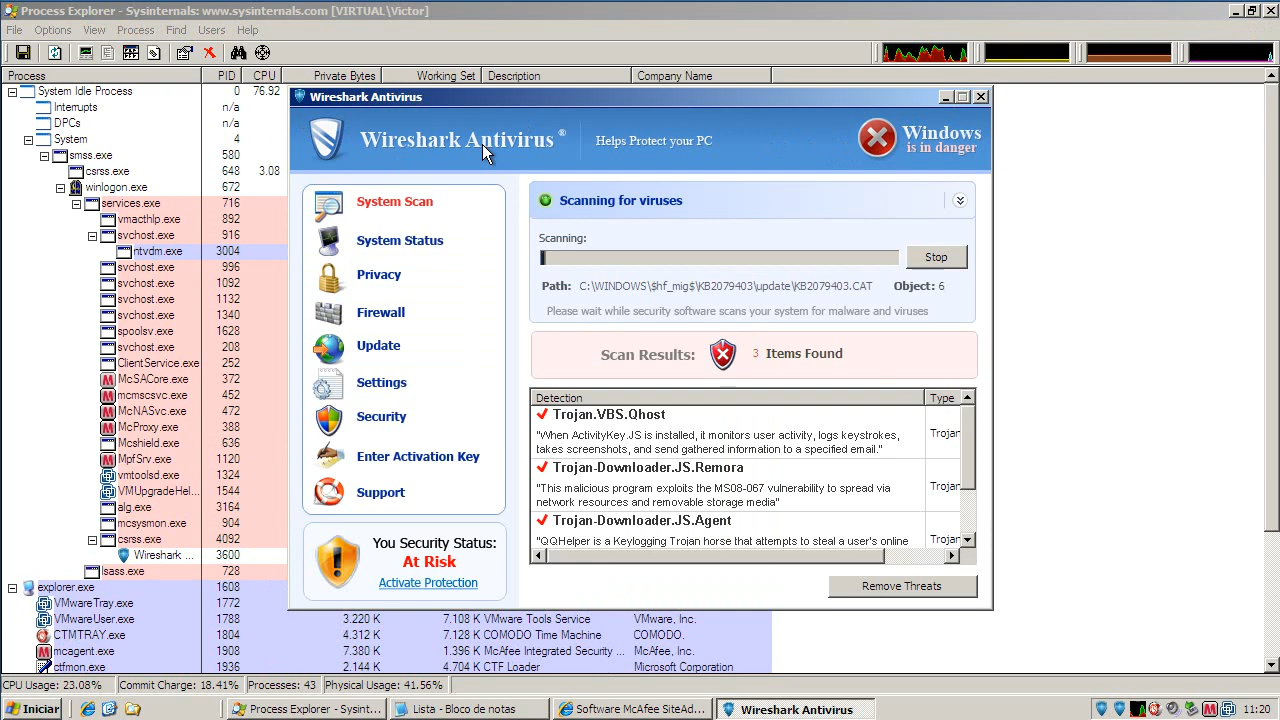 Process Explorer - Sysinternals: www.sysinternals.com [VIRTUAL\Victor]
File Options View Process Find Users Help
Process PID CPU Private Bytes Working Set Description Company Name
System Idle Process 0 76.92
Interrupts n/a
DPCs n/a
System 4
smss.exe 580
csrss.exe 648 3.08
winlogon.exe 672
services.exe 716
vmacthlp.exe 892
svchost.exe 916
ntvdm.exe 3004
svchost.exe 996
svchost.exe 1092
svchost.exe 1132
svchost.exe 1340
spoolsv.exe 1628
svchost.exe 208
ClientService.exe 252
McSACore.exe 372
mcmscsvc.exe 452
McNASvc.exe 472
McProxy.exe 388
Mcshield.exe 636
MpfSrv.exe 1120
vmtoolsd.exe 1324
VMUpgradeHel... 1544
alg.exe 3164
mcsysmon.exe 904
csrss.exe 4092
Wireshark ... 3600
lsass.exe 728
explorer.exe 1608
VMwareTray.exe 1772
VMwareUser.exe 1788 3.220 K 7.108 K VMware Tools Service VMware, Inc.
CTMTRAY.exe 1804 4.312 K 7.128 K COMODO Time Machine COMODO.
mcagent.exe 1908 7.380 K 1.396 K McAfee Integrated Security ... McAfee, Inc.
ctfmon.exe 1936 2.144 K 4.704 K CTF Loader Microsoft Corporation
Wireshark Antivirus
Wireshark Antivirus ®
Helps Protect your PC
Windows
is in danger
System Scan
System Status
Privacy
Firewall
Update
Settings
Security
Enter Activation Key
Support
You Security Status:
At Risk
Activate Protection
Scanning for viruses
Scanning:
Stop
Path: C:\WINDOWS\$hf_mig$\KB2079403\update\KB2079403.CAT Object: 6
Please wait while security software scans your system for malware and viruses
Scan Results: 3 Items Found
Detection Type
Trojan.VBS.Qhost
"When ActivityKey.JS is installed, it monitors user activity, logs keystrokes,
takes screenshots, and send gathered information to a specified email."
Trojan
Trojan-Downloader.JS.Remora
"This malicious program exploits the MS08-067 vulnerability to spread via
network resources and removable storage media"
Trojan
Trojan-Downloader.JS.Agent
"QQHelper is a Keylogging Trojan horse that attempts to steal a user's online
Trojan
Remove Threats
CPU Usage: 23.08% Commit Charge: 18.41% Processes: 43 Physical Usage: 41.56%
Iniciar Process Explorer - Sysint... Lista - Bloco de notas Software McAfee SiteAd... Wireshark Antivirus 11:20